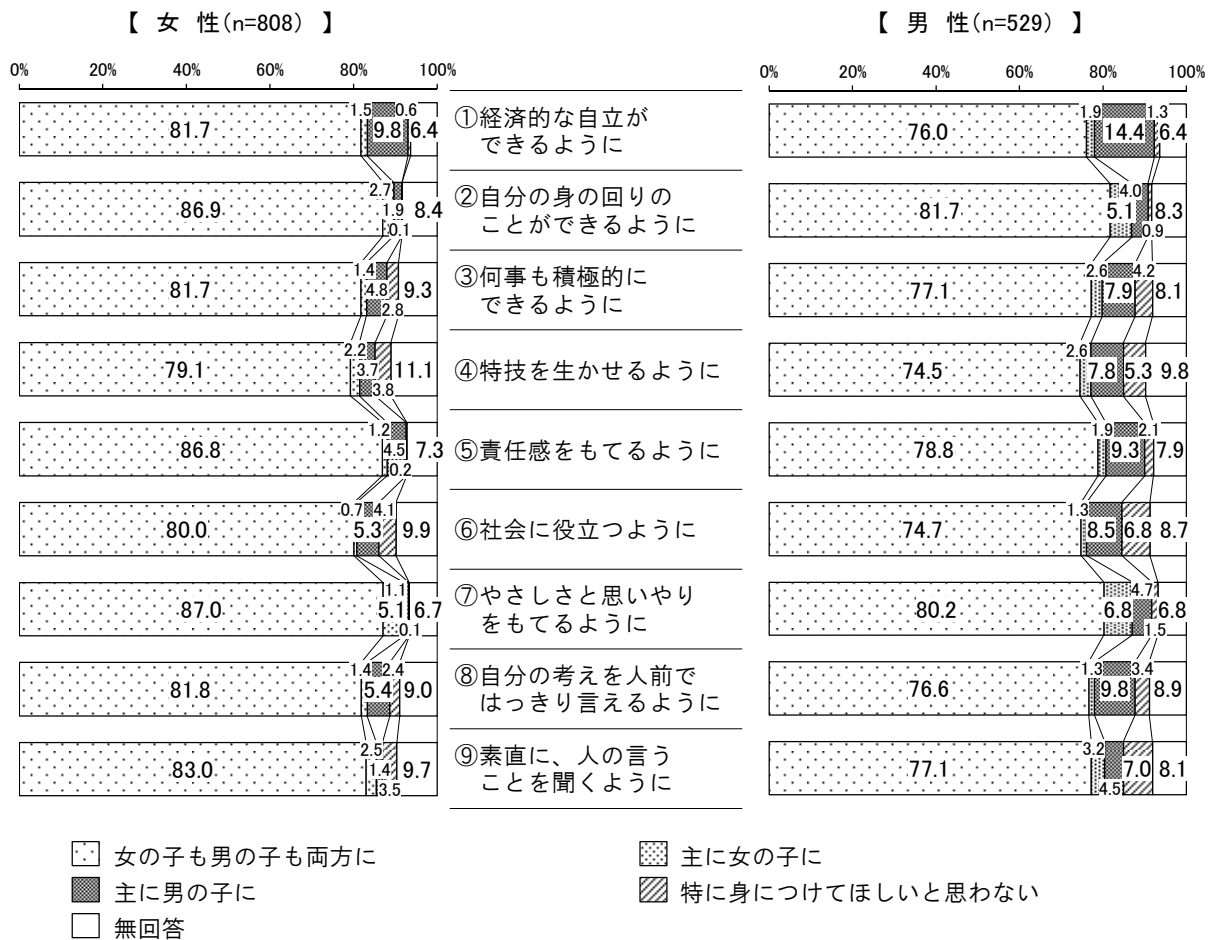 【 女 性(n=808) 】
【 男 性(n=529) 】
0% 20% 40% 60% 80% 100%
0% 20% 40% 60% 80% 100%
81.7 1.5 9.8 0.6 6.4
①経済的な自立が
できるように
76.0 1.9 14.4 1.3 6.4
86.9 2.7 1.9 0.1 8.4
②自分の身の回りの
ことができるように
81.7 5.1 4.0 0.9 8.3
81.7 1.4 4.8 2.8 9.3
③何事も積極的に
できるように
77.1 2.6 7.9 4.2 8.1
79.1 2.2 3.7 3.8 11.1
④特技を生かせるように
74.5 2.6 7.8 5.3 9.8
86.8 1.2 4.5 0.2 7.3
⑤責任感をもてるように
78.8 1.9 9.3 2.1 7.9
80.0 0.7 5.3 4.1 9.9
⑥社会に役立つように
74.7 1.3 8.5 6.8 8.7
87.0 5.1 1.1 0.1 6.7
⑦やさしさと思いやり
をもてるように
80.2 6.8 4.7 1.5 6.8
81.8 1.4 5.4 2.4 9.0
⑧自分の考えを人前で
はっきり言えるように
76.6 1.3 9.8 3.4 8.9
83.0 2.5 1.4 3.5 9.7
⑨素直に、人の言う
ことを聞くように
77.1 3.2 4.5 7.0 8.1
女の子も男の子も両方に
主に女の子に
主に男の子に
特に身につけてほしいと思わない
無回答